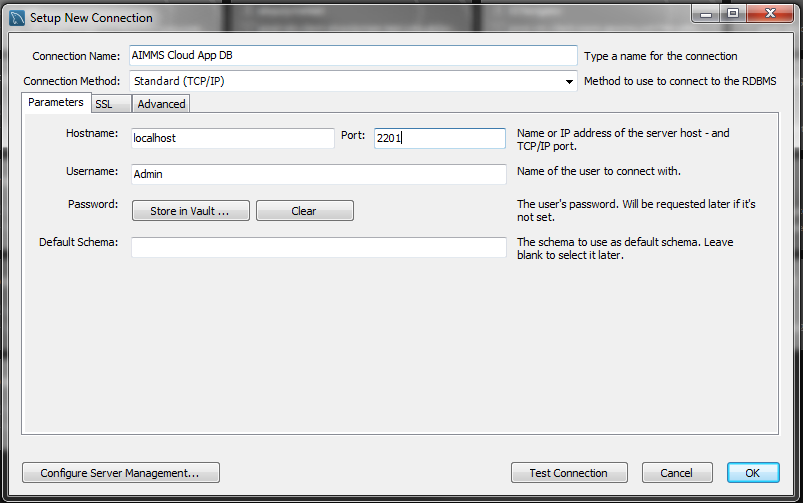 Setup New Connection
Connection Name: AIMMS Cloud App DB Type a name for the connection
Connection Method: Standard (TCP/IP) Method to use to connect to the RDBMS
Parameters SSL Advanced
Hostname: localhost Port: 2201 Name or IP address of the server host - and
TCP/IP port.
Username: Admin Name of the user to connect with.
Password: Store in Vault ... Clear The user's password. Will be requested later if it's
not set.
Default Schema: The schema to use as default schema. Leave
blank to select it later.
Configure Server Management... Test Connection Cancel OK